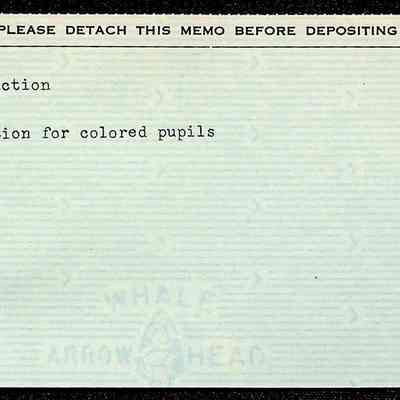 PLEASE DETACH THIS MEMO BEFORE DEPOSITING
ction
ion for colored pupils
WHALE
ARROW HEAD